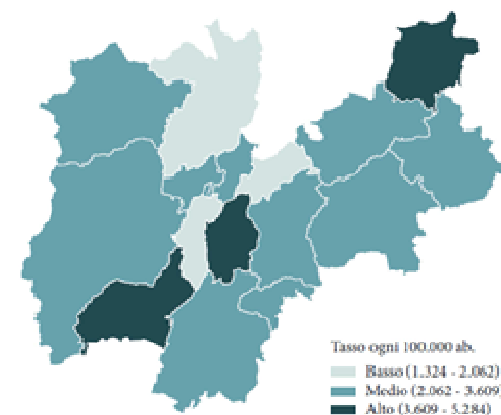 Tasso ogni 100.000 ab.
Basso (1.324 - 2.062)
Medio (2.062 - 3.609)
Alto (3.609 - 5.284)